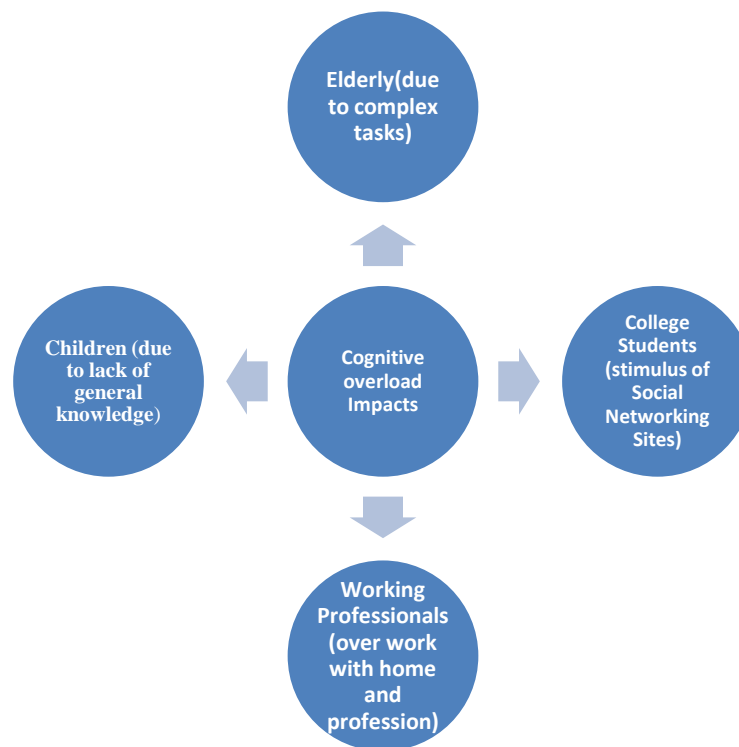 Elderly(due
to complex
tasks)
Children (due
to lack of
general
knowledge)
Cognitive
overload
Impacts
College
Students
(stimulus of
Social
Networking
Sites)
Working
Professionals
(over work
with home
and
profession)